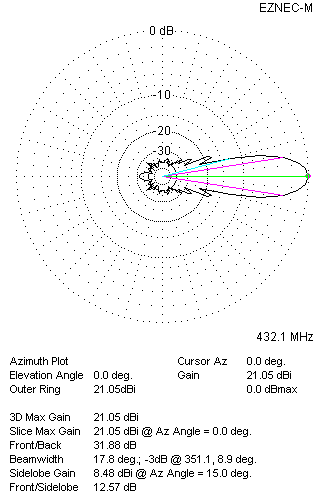 EZNEC-M
0 dB
-10
-20
-30
432.1 MHz
Azimuth Plot Cursor Az 0.0 deg.
Elevation Angle 0.0 deg. Gain 21.05 dBi
Outer Ring 21.05dBi 0.0 dBmax
3D Max Gain 21.05 dBi
Slice Max Gain 21.05 dBi @ Az Angle = 0.0 deg.
Front/Back 31.88 dB
Beamwidth 17.8 deg.; -3dB @ 351.1, 8.9 deg.
Sidelobe Gain 8.48 dBi @ Az Angle = 15.0 deg.
Front/Sidelobe 12.57 dB